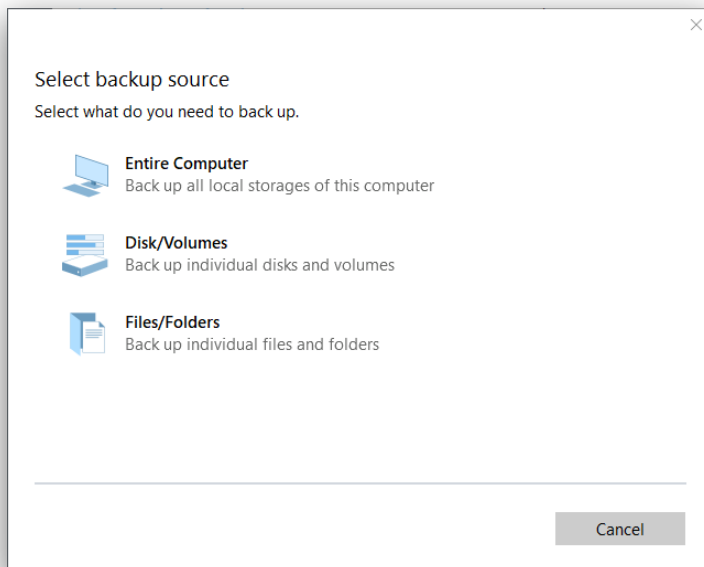 Select backup source
Select what do you need to back up.
Entire Computer
Back up all local storages of this computer
Disk/Volumes
Back up individual disks and volumes
Files/Folders
Back up individual files and folders
Cancel